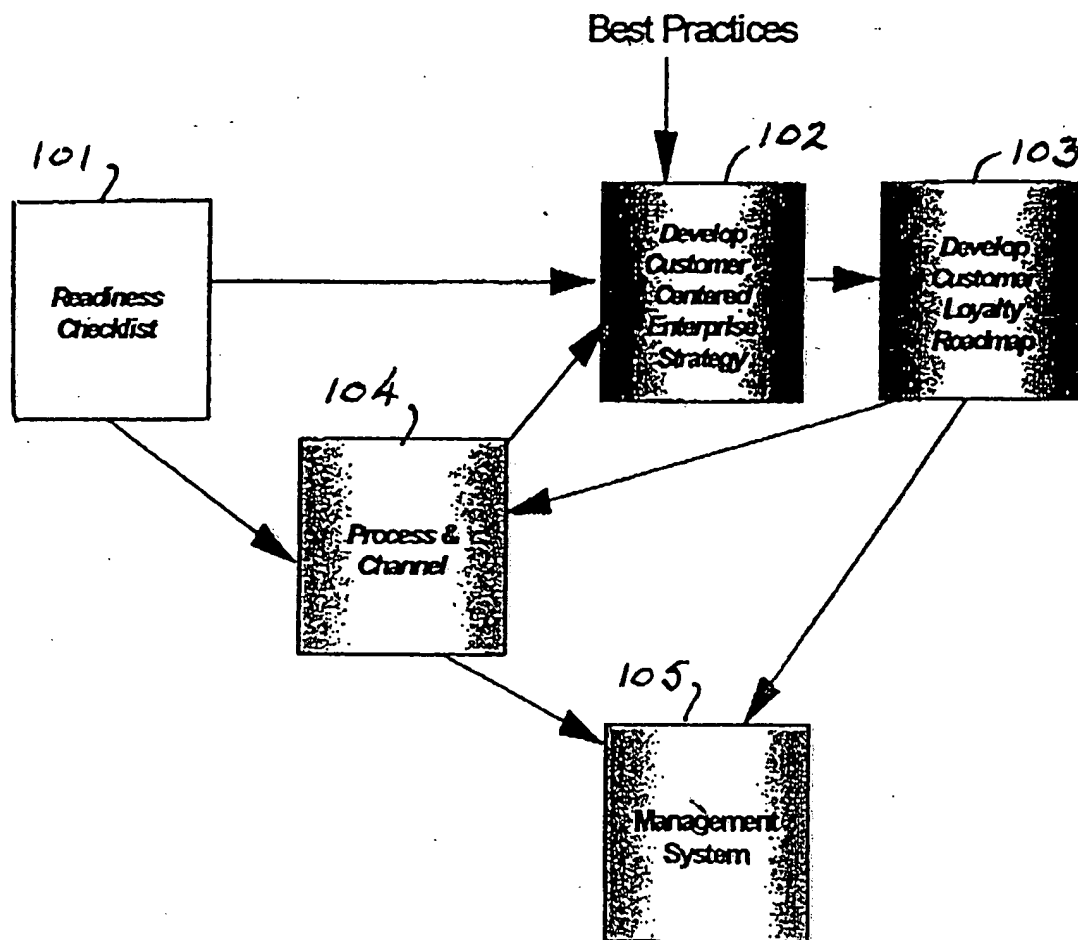 Best Practices
101
102
103
Readiness
Checklist
Develop
Customer
Centered
Enterprise
Strategy
Develop
Customer
Loyalty
Roadmap
104
Process &
Channel
105
Management
System